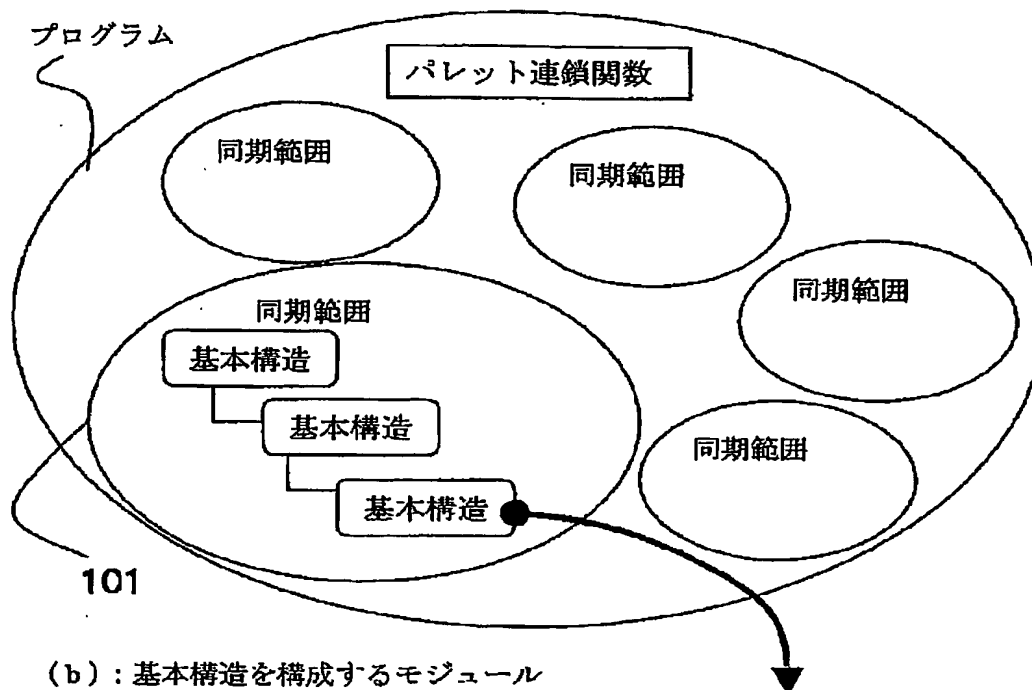 プログラム
パレット連鎖関数
同期範囲
同期範囲
同期範囲
同期範囲
基本構造
基本構造
同期範囲
基本構造
101
(b):基本構造を構成するモジュール